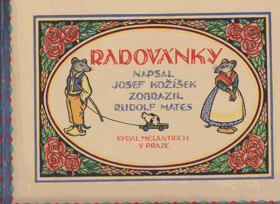 RADOVÁNKY
NAPSAL
JOSEF KOŽÍŠEK
ZOBRAZIL
RUDOLF MATES
VYDAL MELANTRICH
V PRAZE